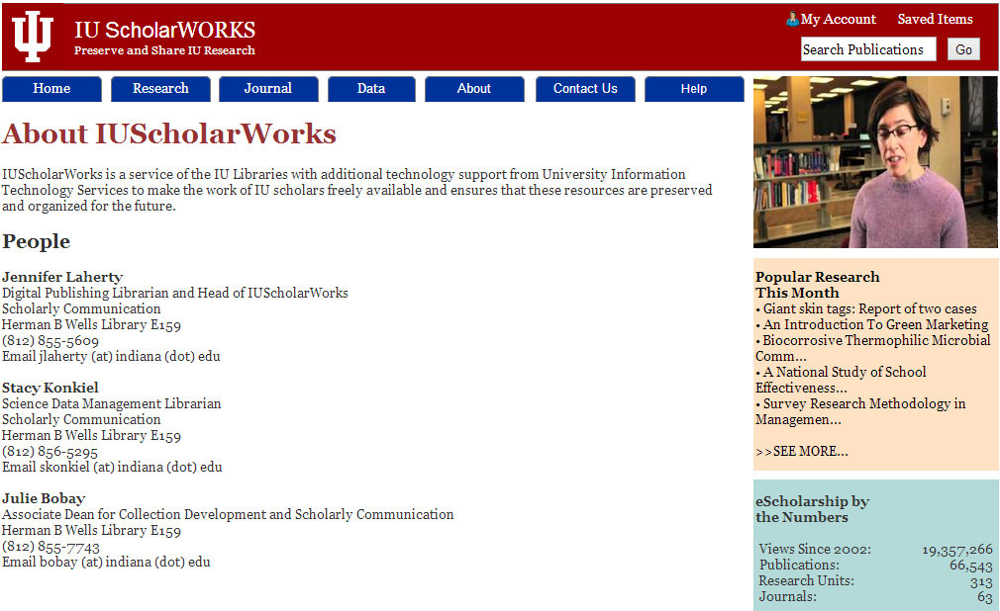 IU ScholarWORKS
Preserve and Share IU Research
My Account Saved Items
Search Publications Go
Home Research Journal Data About Contact Us Help
About IUScholarWorks
IUScholarWorks is a service of the IU Libraries with additional technology support from University Information
Technology Services to make the work of IU scholars freely available and ensures that these resources are preserved
and organized for the future.
People
Jennifer Laherty
Digital Publishing Librarian and Head of IUScholarWorks
Scholarly Communication
Herman B Wells Library E159
(812) 855-5609
Email jlaherty (at) indiana (dot) edu
Stacy Konkiel
Science Data Management Librarian
Scholarly Communication
Herman B Wells Library E159
(812) 856-5295
Email skonkiel (at) indiana (dot) edu
Julie Bobay
Associate Dean for Collection Development and Scholarly Communication
Herman B Wells Library E159
(812) 855-7743
Email bobay (at) indiana (dot) edu
Popular Research
This Month
• Giant skin tags: Report of two cases
• An Introduction To Green Marketing
• Biocorrosive Thermophilic Microbial
Comm...
• A National Study of School
Effectiveness...
• Survey Research Methodology in
Managemen...
>>SEE MORE...
eScholarship by
the Numbers
Views Since 2002: 19,357,266
Publications: 66,543
Research Units: 313
Journals: 63